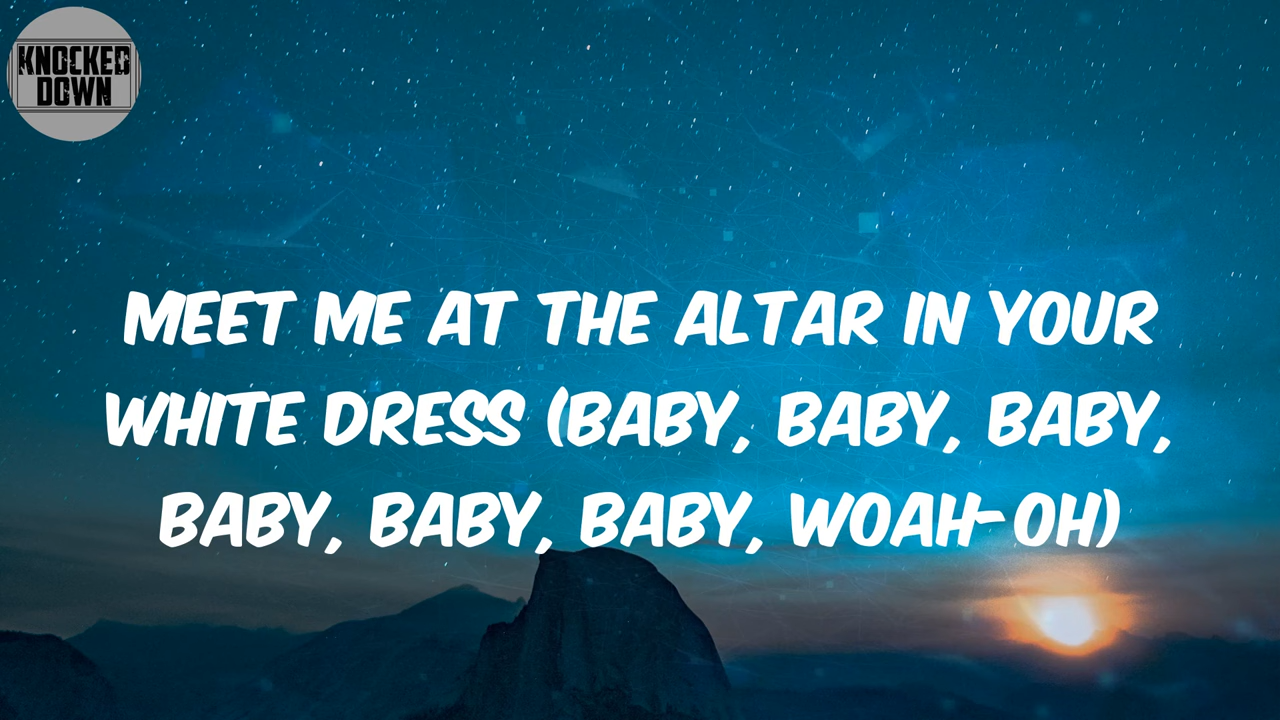 KNOCKED
DOWN
MEET ME AT THE ALTAR IN YOUR
WHITE DRESS (BABY, BABY, BABY,
BABY, BABY, BABY, WOAH-OH)